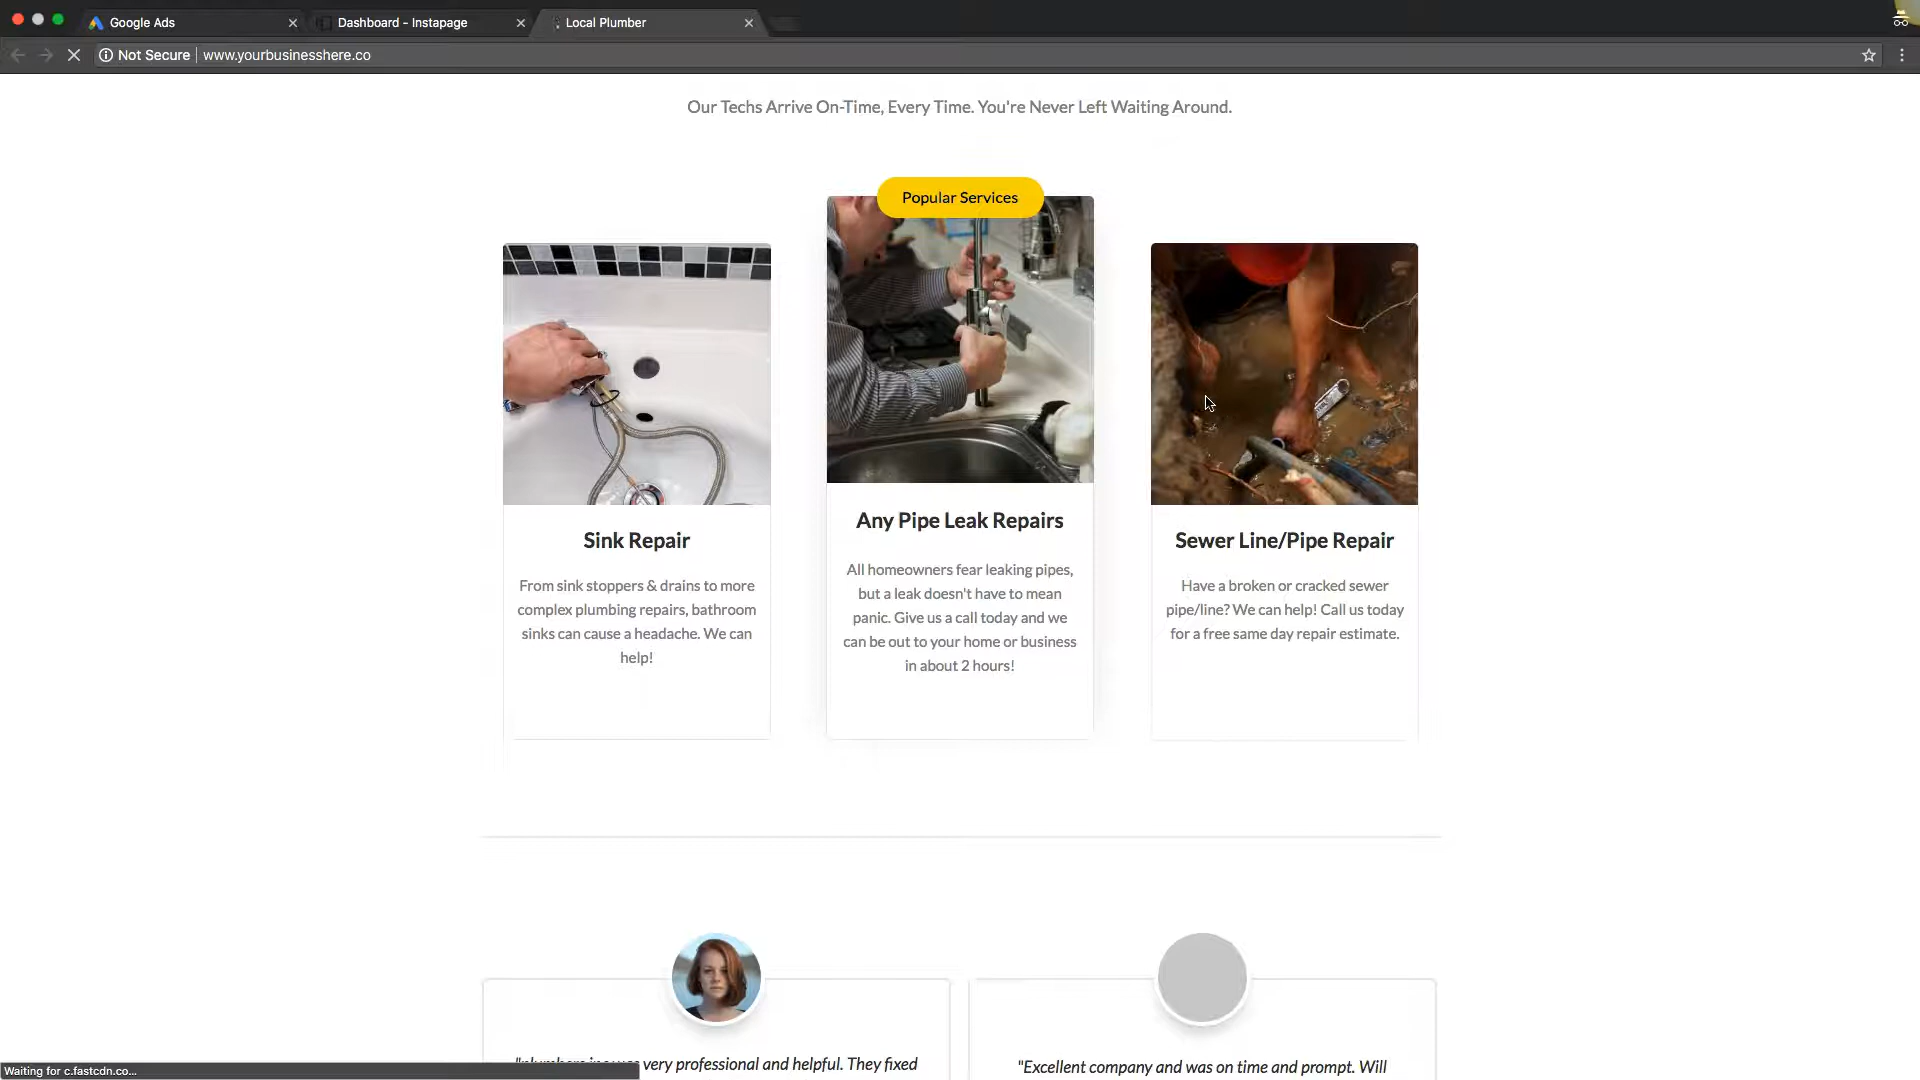 Google Ads
Dashboard - Instapage
Local Plumber
Not Secure
www.yourbusinesshere.co
Our Techs Arrive On-Time, Every Time. You're Never Left Waiting Around.
Popular Services
Sink Repair
From sink stoppers & drains to more
complex plumbing repairs, bathroom
sinks can cause a headache. We can
help!
Any Pipe Leak Repairs
All homeowners fear leaking pipes,
but a leak doesn't have to mean
panic. Give us a call today and we
can be out to your home or business
in about 2 hours!
Sewer Line/Pipe Repair
Have a broken or cracked sewer
pipe/line? We can help! Call us today
for a free same day repair estimate.
very professional and helpful. They fixed
"Excellent company and was on time and prompt. Will
Waiting for c.fastcdn.co...